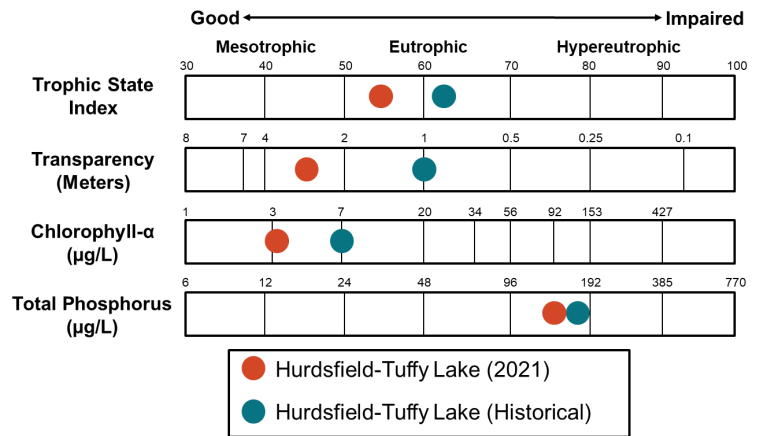 Good Impaired
Mesotrophic Eutrophic Hypereutrophic
30 40 50 60 70 80 90 100
Trophic State
Index
8 7 4 2 1 0.5 0.25 0.1
Transparency
(Meters)
1 3 7 20 34 56 92 153 427
Chlorophyll-α
(µg/L)
6 12 24 48 96 192 385 770
Total Phosphorus
(µg/L)
Hurdsfield-Tuffy Lake (2021)
Hurdsfield-Tuffy Lake (Historical)